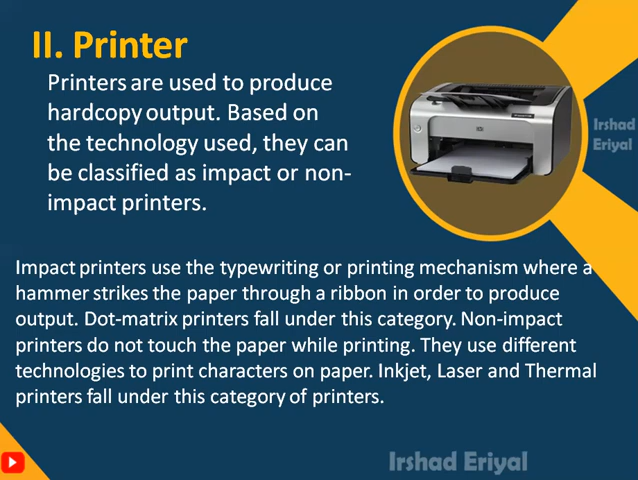 II. Printer
Printers are used to produce
hardcopy output. Based on
the technology used, they can
be classified as impact or non-
impact printers.
Irshad
Eriyal
Impact printers use the typewriting or printing mechanism where a
hammer strikes the paper through a ribbon in order to produce
output. Dot-matrix printers fall under this category. Non-impact
printers do not touch the paper while printing. They use different
technologies to print characters on paper. Inkjet, Laser and Thermal
printers fall under this category of printers.
Irshad Eriyal